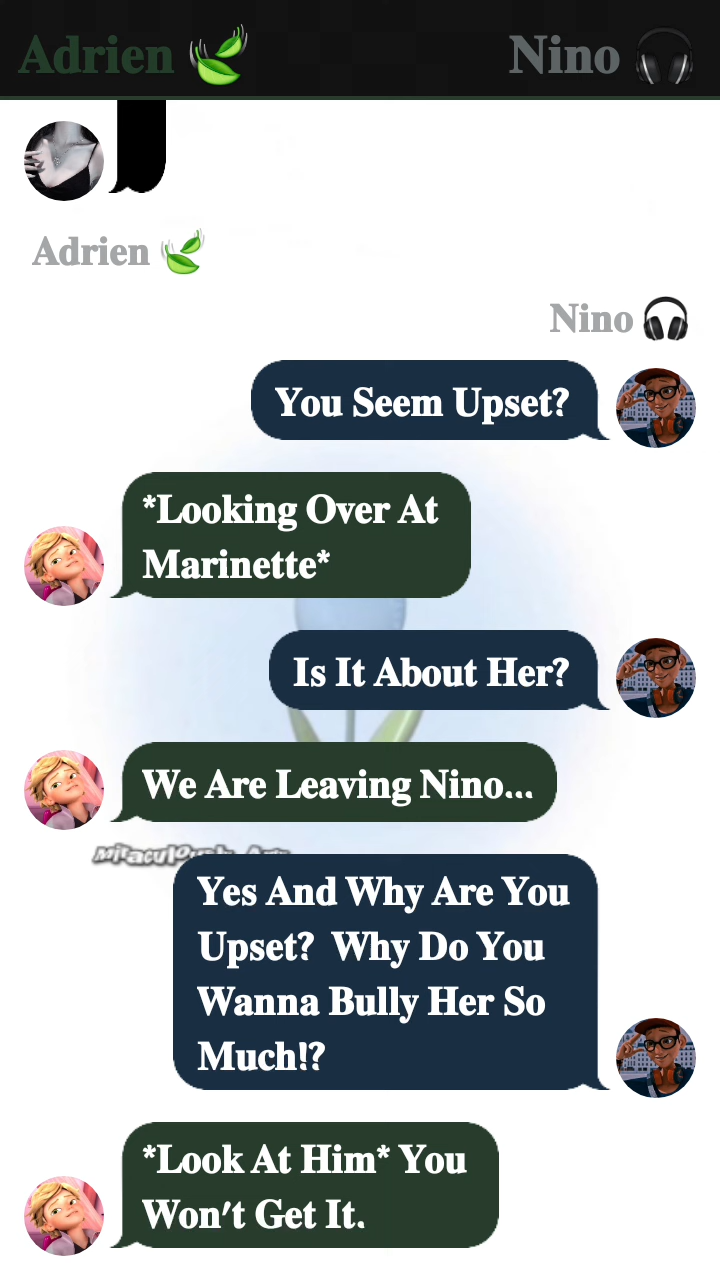 Adrien 🍃 Nino 🎧
Adrien 🍃
Nino 🎧
You Seem Upset?
*Looking Over At
Marinette*
Is It About Her?
We Are Leaving Nino...
Yes And Why Are You
Upset?  Why Do You
Wanna Bully Her So
Much!?
*Look At Him* You
Won't Get It.